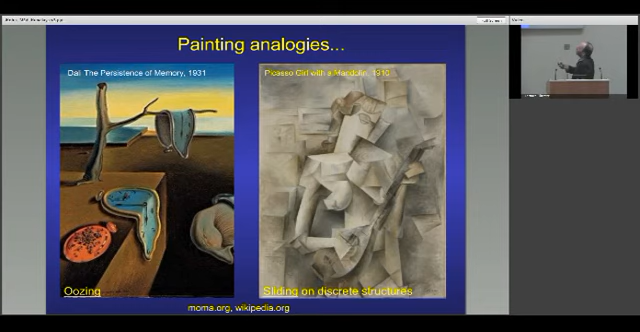 Painting analogies...
Dali The Persistence of Memory, 1931
Picasso Girl with a Mandolin, 1910
Oozing
Sliding on discrete structures
moma.org, wikipedia.org